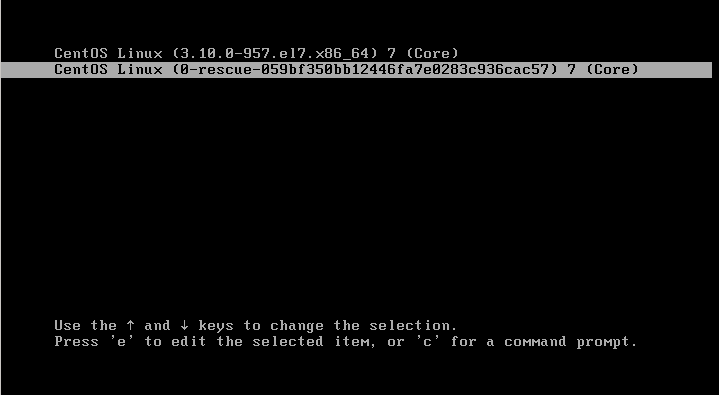 CentOS Linux (3.10.0-957.el7.x86_64) 7 (Core)
CentOS Linux (0-rescue-059bf350bb12446fa7e0283c936cac57) 7 (Core)
Use the ↑ and ↓ keys to change the selection.
Press 'e' to edit the selected item, or 'c' for a command prompt.